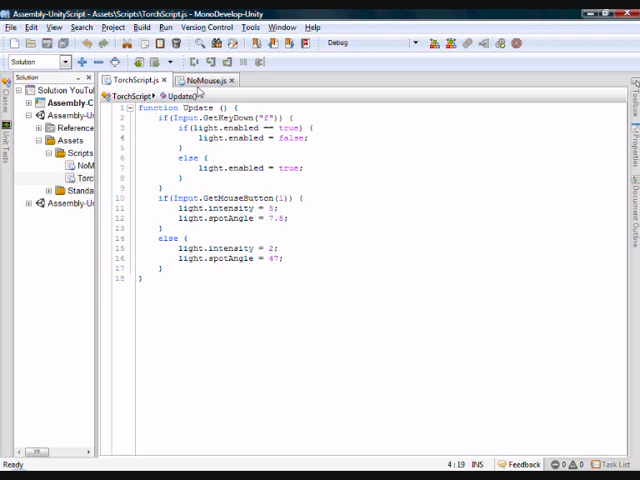 Assembly-UnityScript - Assets\Scripts\TorchScript.js - MonoDevelop-Unity
File Edit View Search Project Build Run Version Control Tools Window Help
Debug
Solution
Solution
TorchScript.js
NoMouse.js
TorchScript
Update()
Solution YouTu
Assembly-C
Assembly-Un
Reference
Assets
Scripts
NoM
Torc
Standa
Assembly-Un
Classes
Unit Tests
1 function Update () {
2 if(Input.GetKeyDown("f")) {
3 if(light.enabled == true) {
4 light.enabled = false;
5 }
6 else {
7 light.enabled = true;
8 }
9 }
10 if(Input.GetMouseButton(1)) {
11 light.intensity = 5;
12 light.spotAngle = 7.5;
13 }
14 else {
15 light.intensity = 2;
16 light.spotAngle = 47;
17 }
18 }
Toolbox
Properties
Document Outline
Ready
4 : 19 INS
Feedback
0
0
Task List